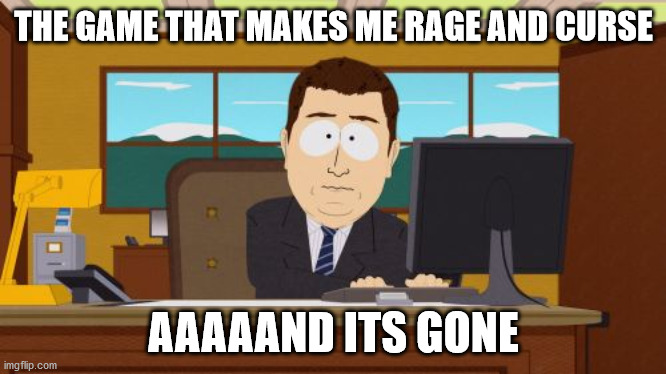 THE GAME THAT MAKES ME RAGE AND CURSE
AAAAAND ITS GONE
imgflip.com